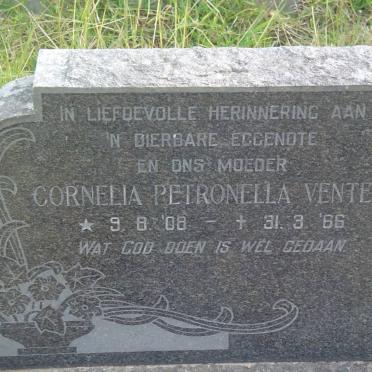 IN LIEFDEVOLLE HERINNERING AAN
'N DIERBARE EGGENOTE
EN ONS MOEDER
CORNELIA PETRONELLA VENTE
★ 9.8.'08 – ✝ 31.3.'66
WAT GOD DOEN IS WEL GEDAAN.